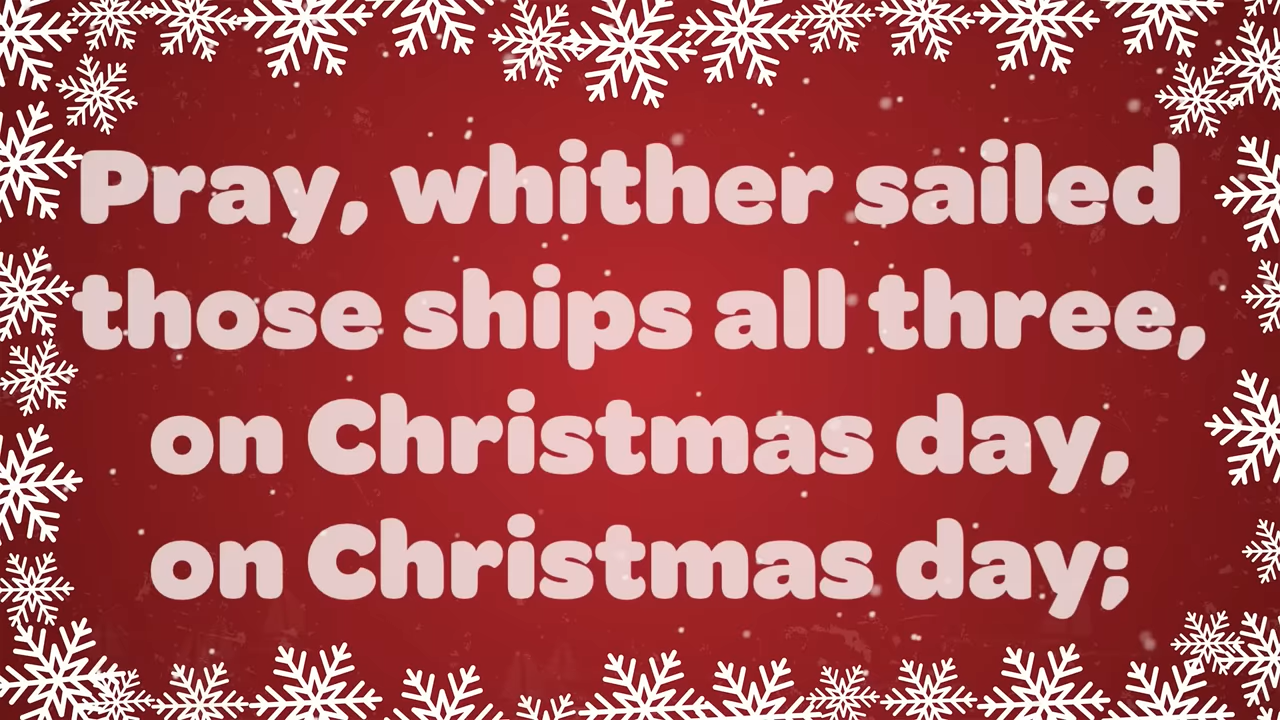 Pray, whither sailed
those ships all three,
on Christmas day,
on Christmas day;